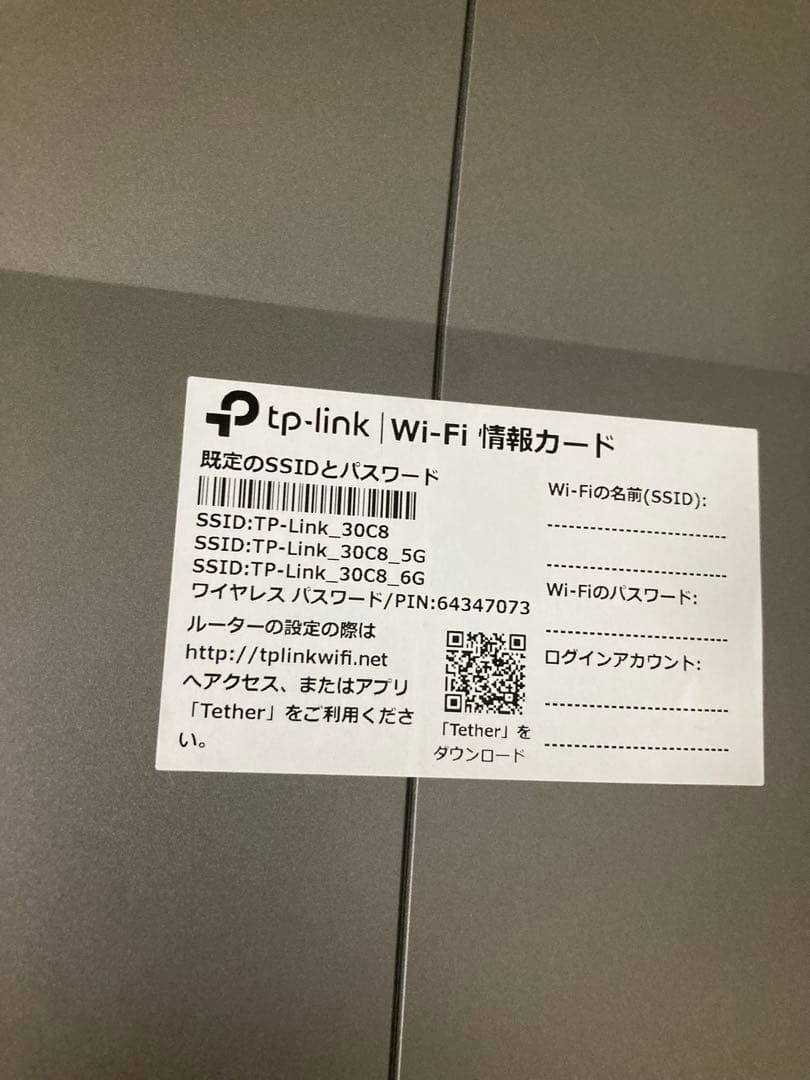 tp-link | Wi-Fi 情報カード
既定のSSIDとパスワード
SSID:TP-Link_30C8
SSID:TP-Link_30C8_5G
SSID:TP-Link_30C8_6G
ワイヤレス パスワード/PIN:64347073
ルーターの設定の際は
http://tplinkwifi.net
へアクセス、またはアプリ
「Tether」をご利用くださ
い。
「Tether」を
ダウンロード
Wi-Fiの名前(SSID):
Wi-Fiのパスワード:
ログインアカウント: